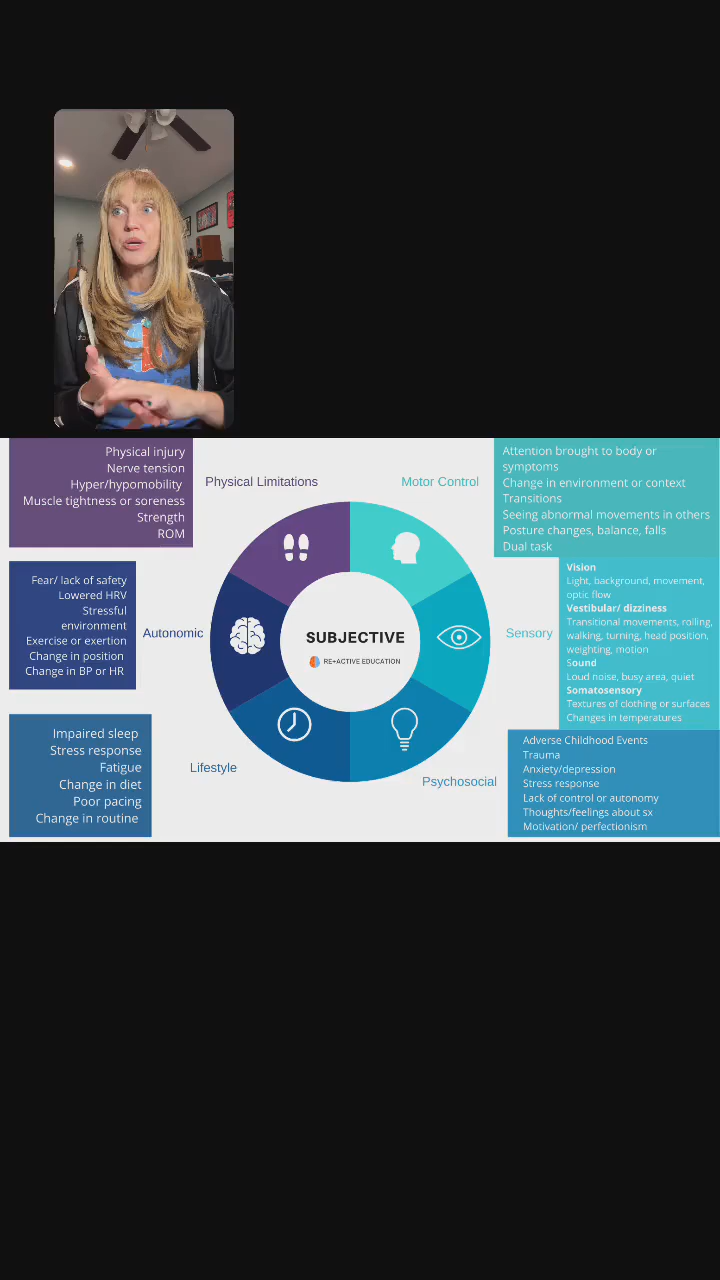 Physical injury
Nerve tension
Hyper/hypomobility
Muscle tightness or soreness
Strength
ROM
Physical Limitations
Motor Control
Attention brought to body or
symptoms
Change in environment or context
Transitions
Seeing abnormal movements in others
Posture changes, balance, falls
Dual task
Fear/ lack of safety
Lowered HRV
Stressful
environment
Exercise or exertion
Change in position
Change in BP or HR
Autonomic
SUBJECTIVE
RE+ACTIVE EDUCATION
Sensory
Vision
Light, background, movement,
optic flow
Vestibular/ dizziness
Transitional movements, rolling,
walking, turning, head position,
weighting, motion
Sound
Loud noise, busy area, quiet
Somatosensory
Textures of clothing or surfaces
Changes in temperatures
Impaired sleep
Stress response
Fatigue
Change in diet
Poor pacing
Change in routine
Lifestyle
Psychosocial
Adverse Childhood Events
Trauma
Anxiety/depression
Stress response
Lack of control or autonomy
Thoughts/feelings about sx
Motivation/ perfectionism